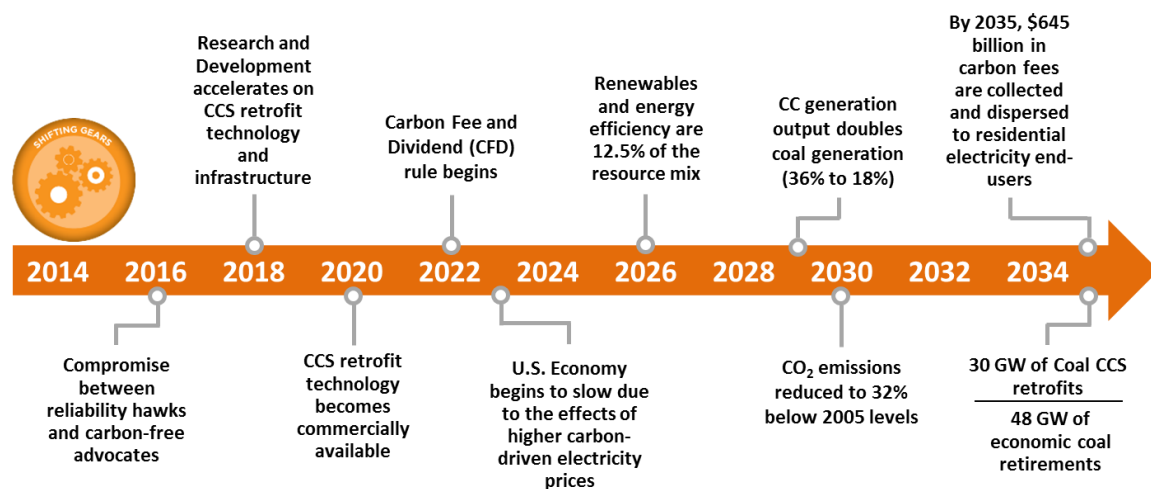 SHIFTING GEARS
Research and
Development
accelerates on
CCS retrofit
technology
and
infrastructure
Carbon Fee and
Dividend (CFD)
rule begins
Renewables
and energy
efficiency are
12.5% of the
resource mix
CC generation
output doubles
coal generation
(36% to 18%)
By 2035, $645
billion in
carbon fees
are collected
and dispersed
to residential
electricity end-
users
2014 2016 2018 2020 2022 2024 2026 2028 2030 2032 2034
Compromise
between
reliability hawks
and carbon-free
advocates
CCS retrofit
technology
becomes
commercially
available
U.S. Economy
begins to slow due
to the effects of
higher carbon-
driven electricity
prices
CO₂ emissions
reduced to 32%
below 2005 levels
30 GW of Coal CCS
retrofits
48 GW of
economic coal
retirements